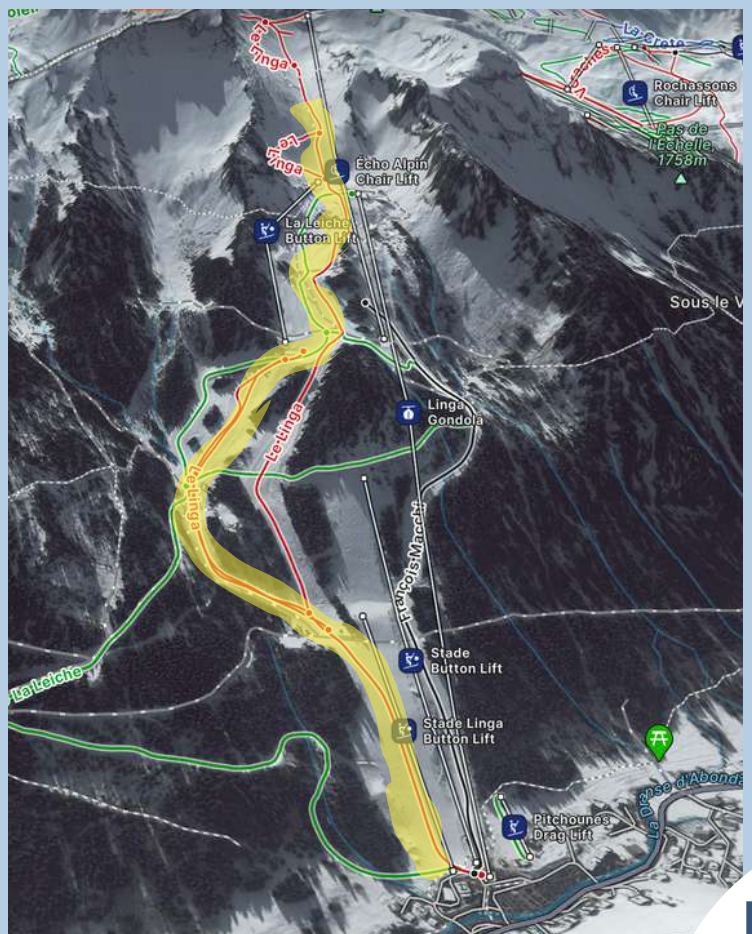 Le Linga
La Crête
Vasaches
Rochassons
Chair Lift
Pas de
l'Échelle,
1758m
Le
Linga
Écho Alpin
Chair Lift
La Leiche
Button Lift
Sous le V
Linga
Gondola
Le Linga
Le Linga
François Macchi
La Leiche
Stade
Button Lift
Stade Linga
Button Lift
Pitchounes
Drag Lift
La Dranse d'Abonda